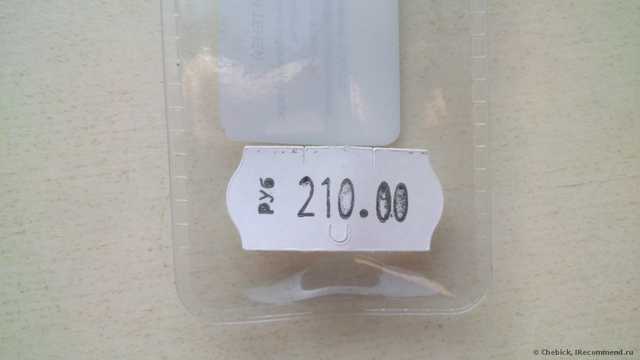 РУБ 210.00
© Chebick, IRecommend.ru